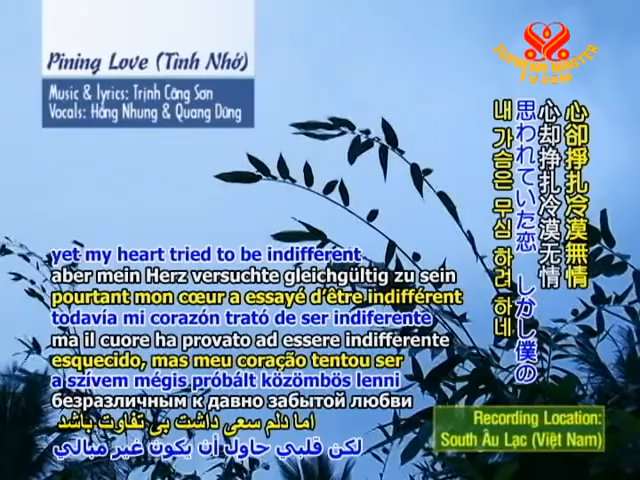 Pining Love (Tình Nhớ)
Music & lyrics: Trịnh Công Sơn
Vocals: Hồng Nhung & Quang Dũng
SUPREME MASTER
TV.COM
心卻掙扎冷漠無情
心却挣扎冷漠无情
思われていた恋 しかし僕の
내 가슴은 무심 하려 하네
yet my heart tried to be indifferent
aber mein Herz versuchte gleichgültig zu sein
pourtant mon cœur a essayé d'être indifférent
todavía mi corazón trató de ser indiferente
ma il cuore ha provato ad essere indifferente
esquecido, mas meu coração tentou ser
a szívem mégis próbált közömbös lenni
безразличным к давно забытой любви
اما دلم سعی داشت بی تفاوت باشد
لكن قلبي حاول أن يكون غير مبالي
Recording Location:
South Âu Lạc (Việt Nam)